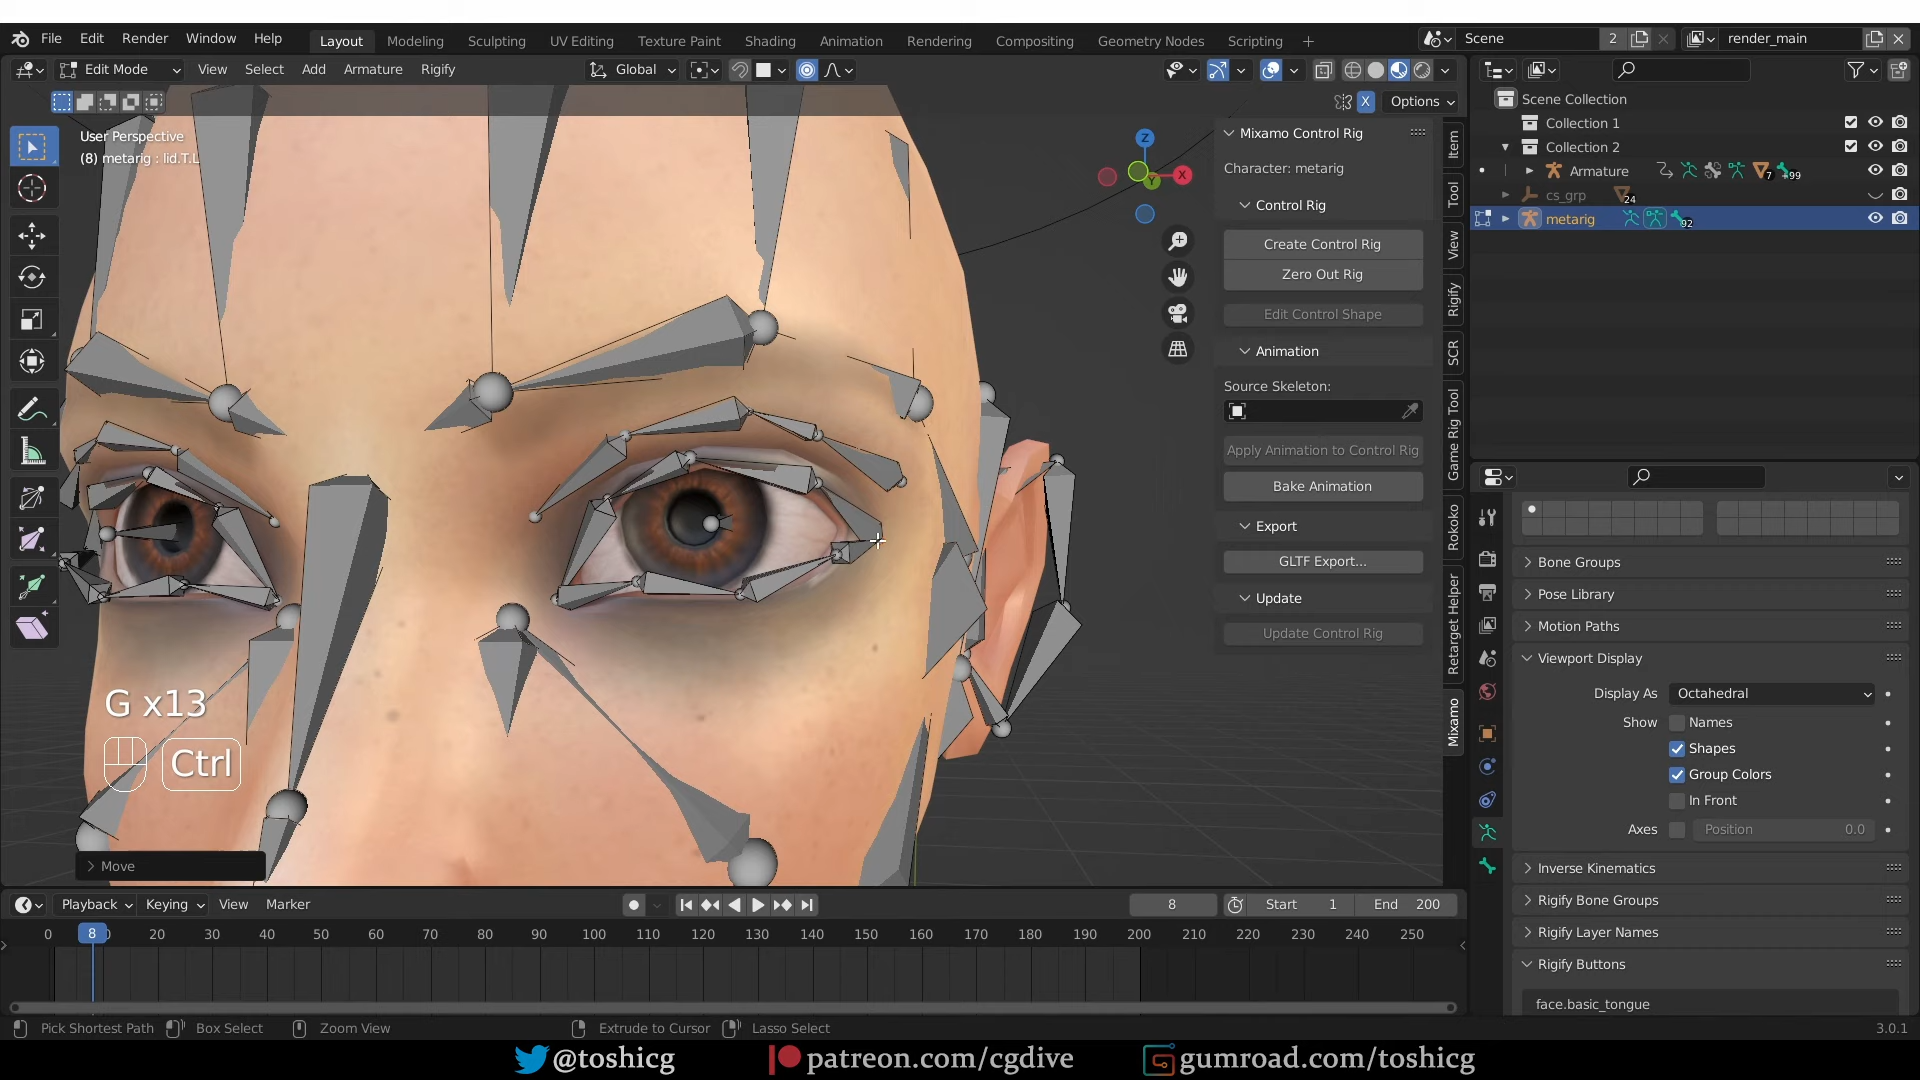 File Edit Render Window Help
Layout Modeling Sculpting UV Editing Texture Paint Shading Animation Rendering Compositing Geometry Nodes Scripting +
Scene 2 render_main
Edit Mode View Select Add Armature Rigify Global
Options
User Perspective
(8) metarig : lid.T.L
Z
X
Y
Mixamo Control Rig
Character: metarig
Control Rig
Create Control Rig
Zero Out Rig
Edit Control Shape
Animation
Source Skeleton:
Apply Animation to Control Rig
Bake Animation
Export
GLTF Export...
Update
Update Control Rig
Item
Tool
View
Rigify
SCR
Game Rig Tool
Rokoko
Retarget Helper
Mixamo
Scene Collection
Collection 1
Collection 2
Armature 7 99
cs_grp 24
metarig 92
Bone Groups
Pose Library
Motion Paths
Viewport Display
Display As Octahedral
Show Names
Shapes
Group Colors
In Front
Axes Position 0.0
Inverse Kinematics
Rigify Bone Groups
Rigify Layer Names
Rigify Buttons
face.basic_tongue
G x13
Ctrl
Move
Playback Keying View Marker
8 Start 1 End 200
0 8 20 30 40 50 60 70 80 90 100 110 120 130 140 150 160 170 180 190 200 210 220 230 240 250
Pick Shortest Path Box Select Zoom View Extrude to Cursor Lasso Select 3.0.1
@toshicg patreon.com/cgdive gumroad.com/toshicg